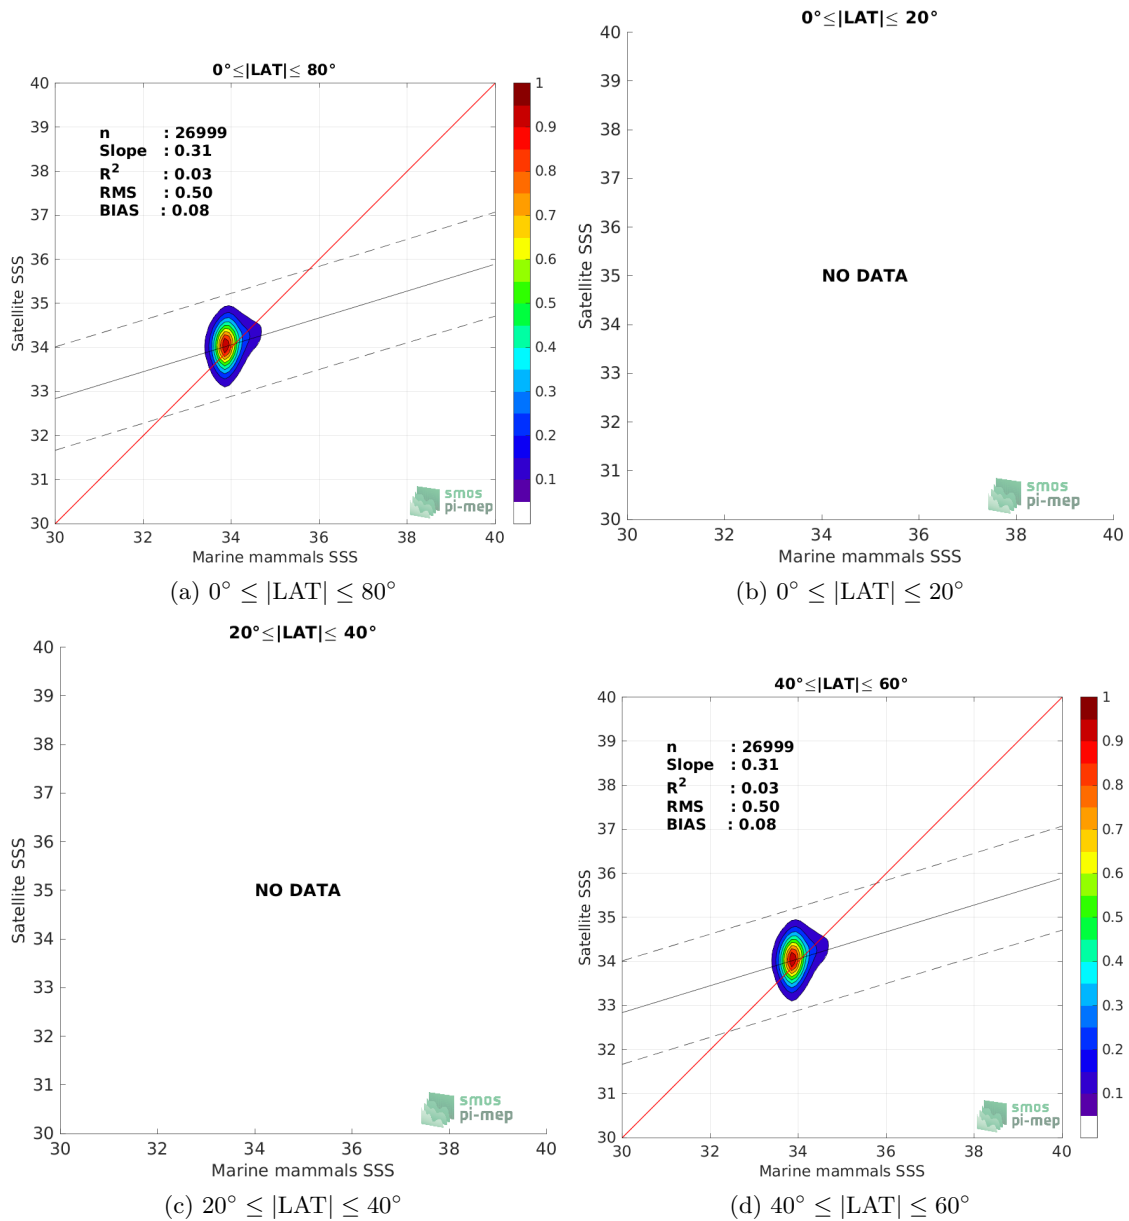 0°≤|LAT|≤ 80°
40
39
38
37
36
35
34
33
32
31
30
Satellite SSS
n : 26999
Slope : 0.31
R² : 0.03
RMS : 0.50
BIAS : 0.08
smos
pi-mep
30 32 34 36 38 40
Marine mammals SSS
1
0.9
0.8
0.7
0.6
0.5
0.4
0.3
0.2
0.1
(a) 0° ≤ |LAT| ≤ 80°
0°≤|LAT|≤ 20°
40
39
38
37
36
35
34
33
32
31
30
Satellite SSS
NO DATA
smos
pi-mep
30 32 34 36 38 40
Marine mammals SSS
(b) 0° ≤ |LAT| ≤ 20°
20°≤|LAT|≤ 40°
40
39
38
37
36
35
34
33
32
31
30
Satellite SSS
NO DATA
smos
pi-mep
30 32 34 36 38 40
Marine mammals SSS
(c) 20° ≤ |LAT| ≤ 40°
40°≤|LAT|≤ 60°
40
39
38
37
36
35
34
33
32
31
30
Satellite SSS
n : 26999
Slope : 0.31
R² : 0.03
RMS : 0.50
BIAS : 0.08
smos
pi-mep
30 32 34 36 38 40
Marine mammals SSS
1
0.9
0.8
0.7
0.6
0.5
0.4
0.3
0.2
0.1
(d) 40° ≤ |LAT| ≤ 60°